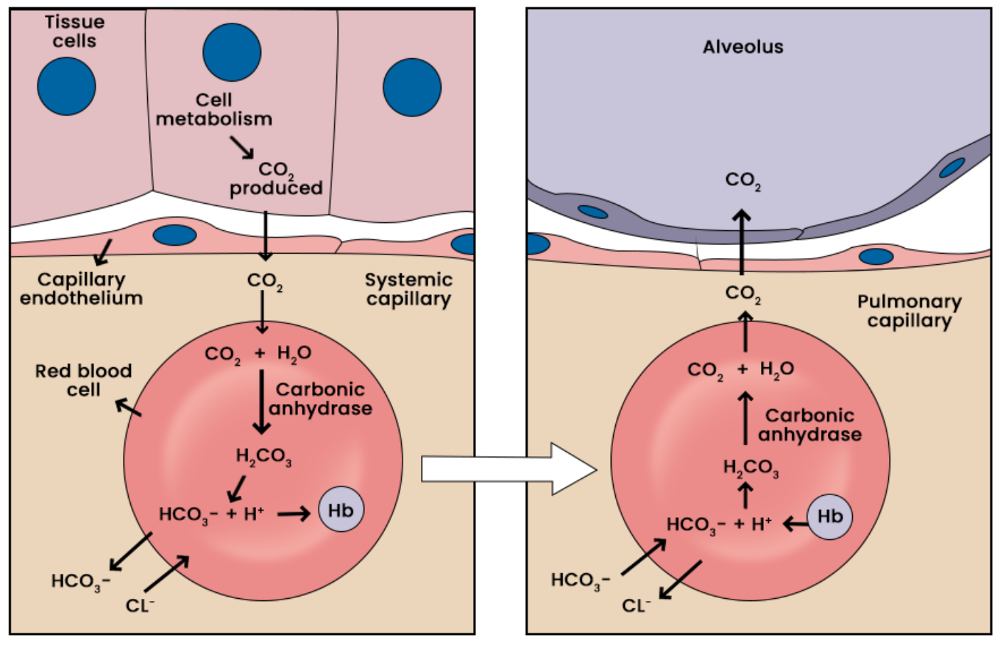 Tissue
cells
Cell
metabolism
CO₂
produced
Capillary
endothelium
CO₂
Systemic
capillary
Red blood
cell
CO₂ + H₂O
Carbonic
anhydrase
H₂CO₃
HCO₃⁻ + H⁺
Hb
HCO₃⁻
CL⁻
Alveolus
CO₂
CO₂
Pulmonary
capillary
CO₂ + H₂O
Carbonic
anhydrase
H₂CO₃
HCO₃⁻ + H⁺
Hb
HCO₃⁻
CL⁻